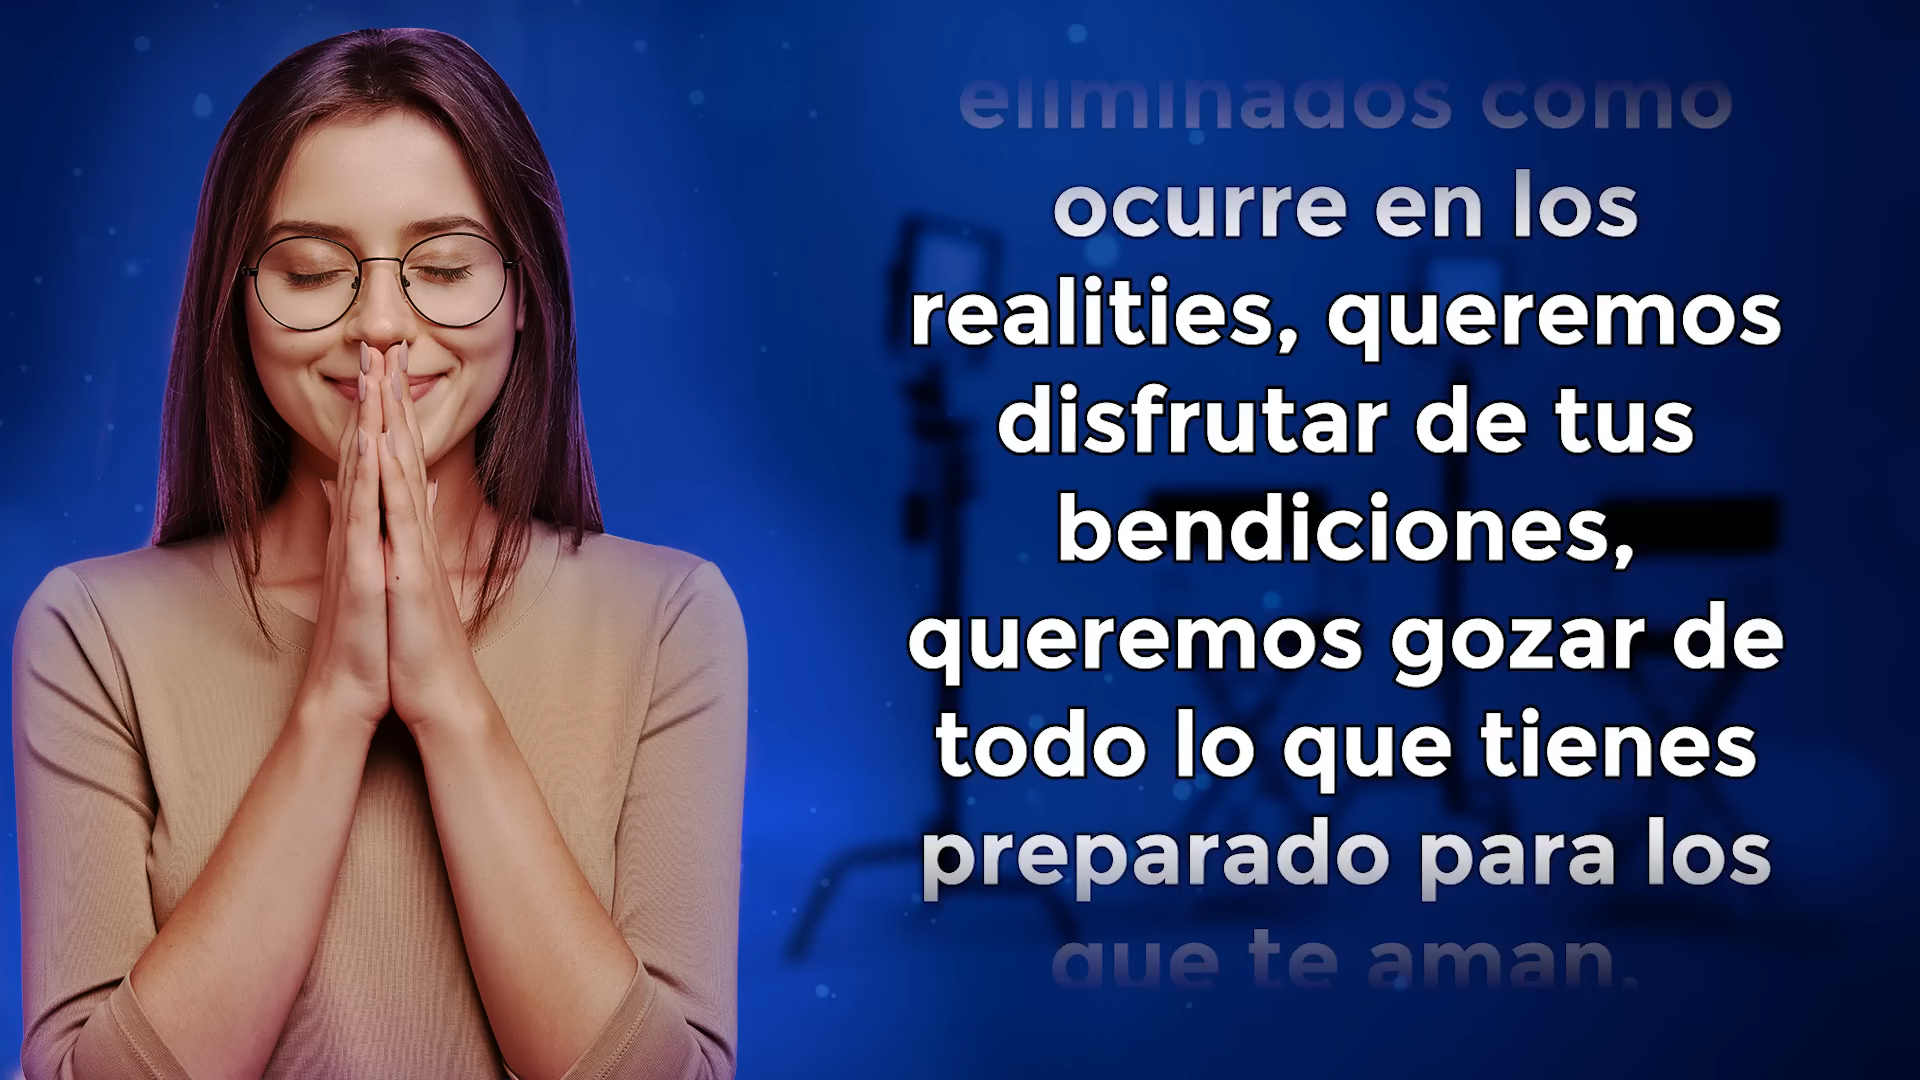 eliminados como
ocurre en los
realities, queremos
disfrutar de tus
bendiciones,
queremos gozar de
todo lo que tienes
preparado para los
que te aman.